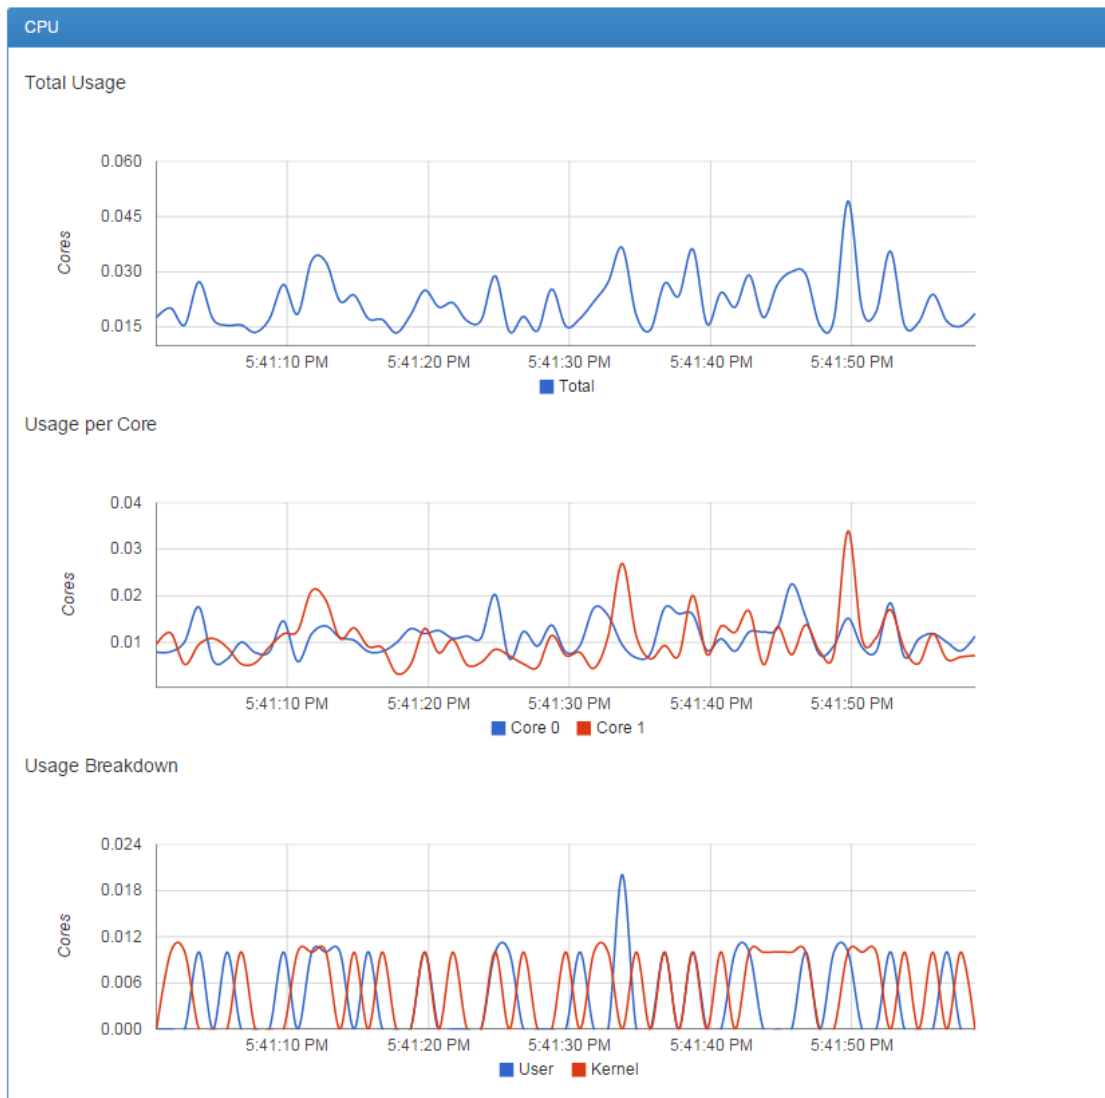 CPU
Total Usage
0.060
0.045
0.030
0.015
Cores
5:41:10 PM 5:41:20 PM 5:41:30 PM 5:41:40 PM 5:41:50 PM
Total
Usage per Core
0.04
0.03
0.02
0.01
Cores
5:41:10 PM 5:41:20 PM 5:41:30 PM 5:41:40 PM 5:41:50 PM
Core 0 Core 1
Usage Breakdown
0.024
0.018
0.012
0.006
0.000
Cores
5:41:10 PM 5:41:20 PM 5:41:30 PM 5:41:40 PM 5:41:50 PM
User Kernel